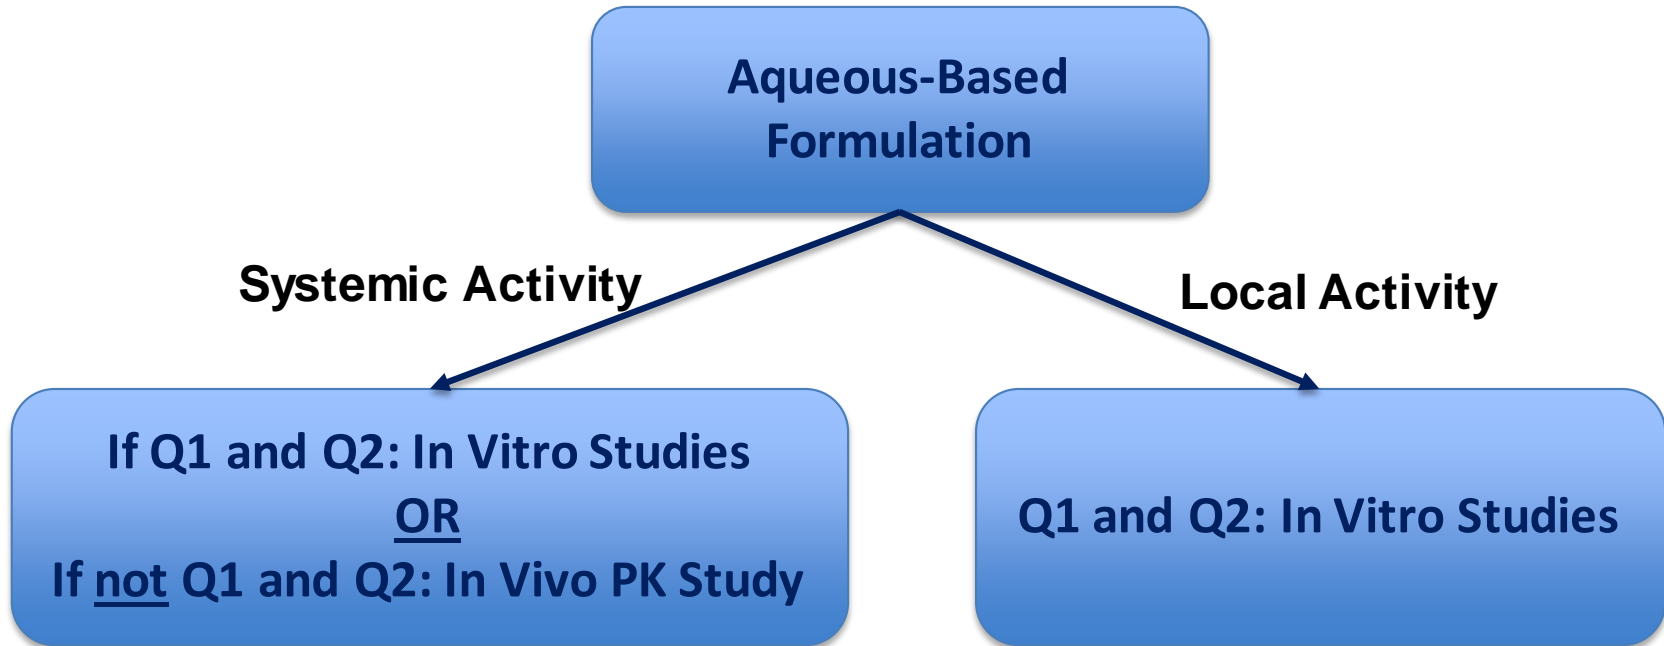 Aqueous-Based
Formulation
Systemic Activity
Local Activity
If Q1 and Q2: In Vitro Studies
OR
If not Q1 and Q2: In Vivo PK Study
Q1 and Q2: In Vitro Studies